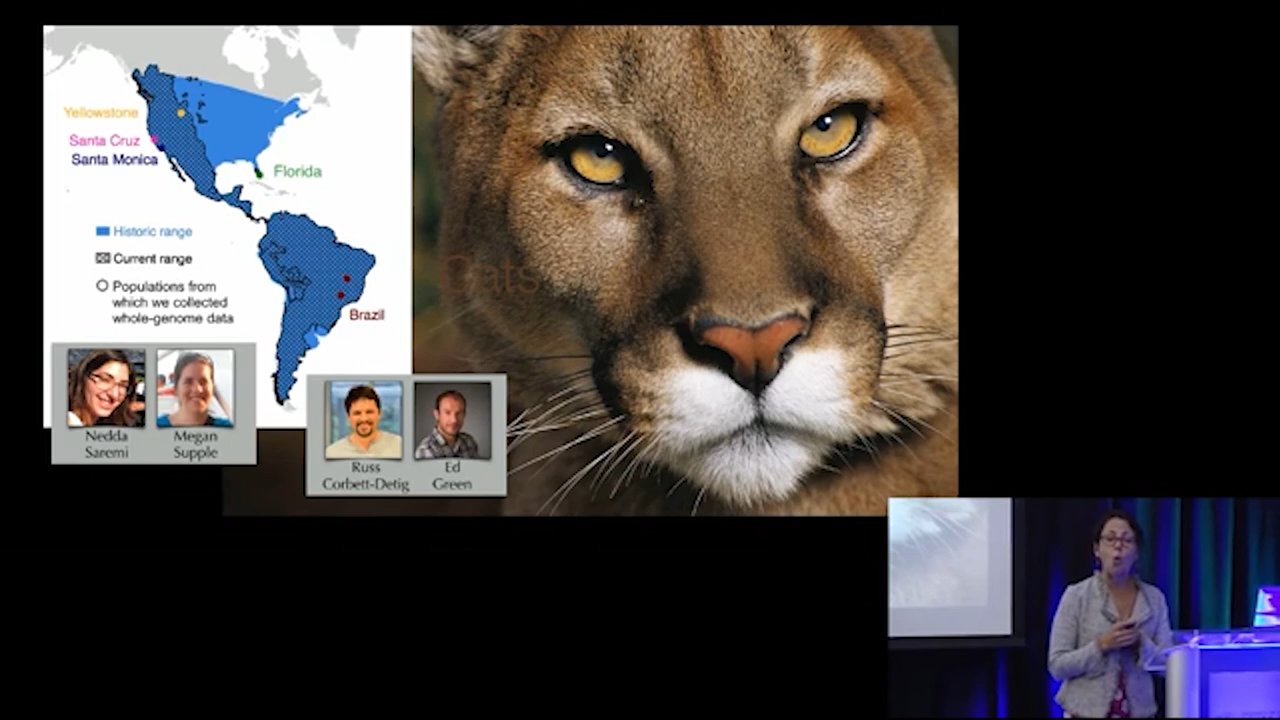 Yellowstone
Santa Cruz
Santa Monica
Florida
Historic range
Current range
Populations from
which we collected
whole-genome data
Brazil
Cats
Nedda
Saremi
Megan
Supple
Russ
Corbett-Detig
Ed
Green